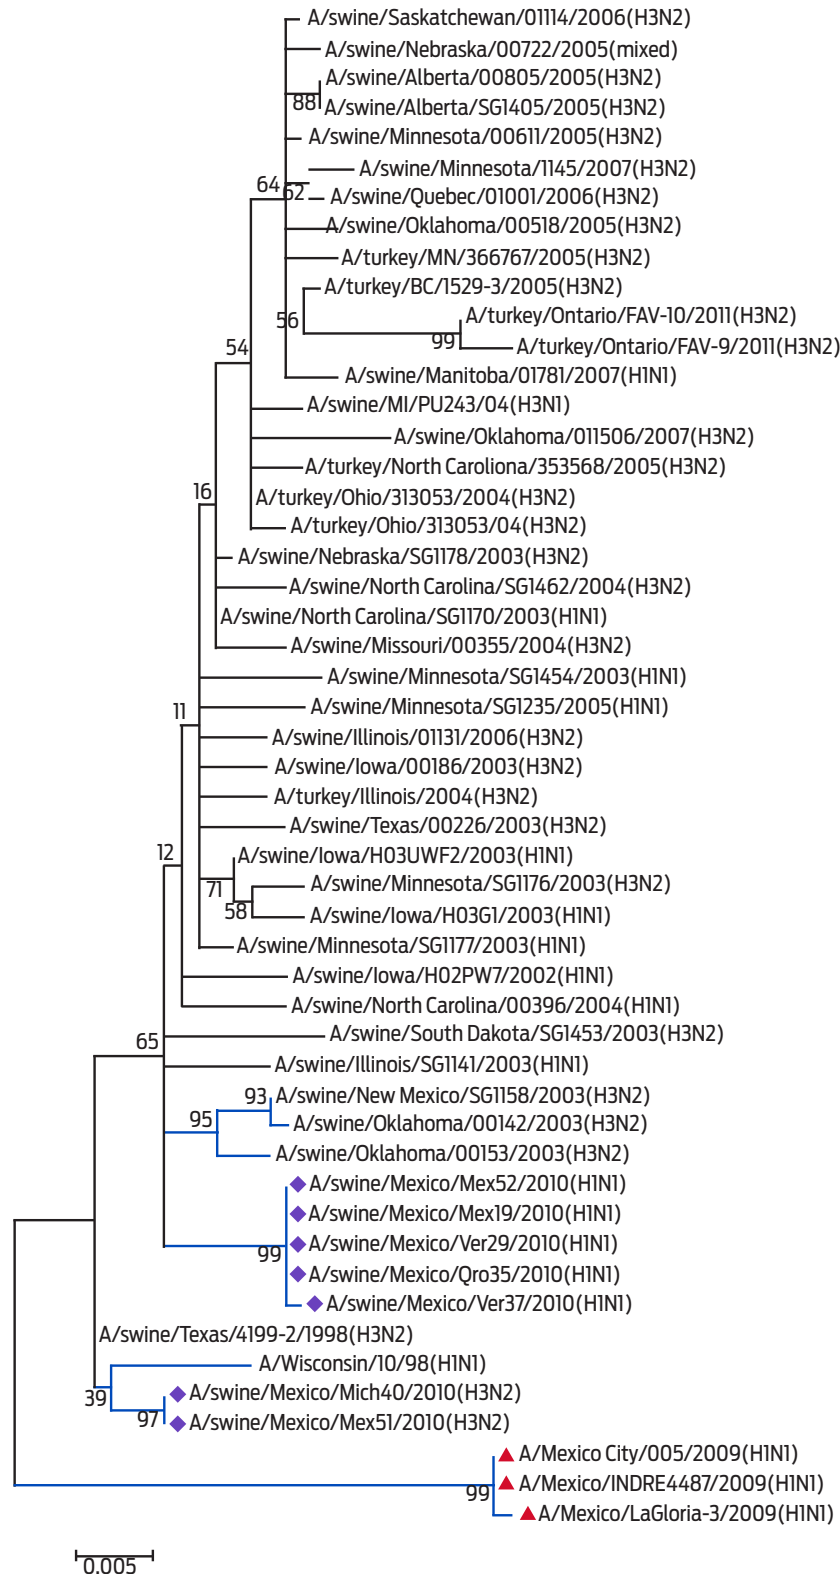 A/swine/Saskatchewan/01114/2006(H3N2)
A/swine/Nebraska/00722/2005(mixed)
A/swine/Alberta/00805/2005(H3N2)
88
A/swine/Alberta/SG1405/2005(H3N2)
A/swine/Minnesota/00611/2005(H3N2)
A/swine/Minnesota/1145/2007(H3N2)
64
62
A/swine/Quebec/01001/2006(H3N2)
A/swine/Oklahoma/00518/2005(H3N2)
A/turkey/MN/366767/2005(H3N2)
A/turkey/BC/1529-3/2005(H3N2)
56
A/turkey/Ontario/FAV-10/2011(H3N2)
99
A/turkey/Ontario/FAV-9/2011(H3N2)
54
A/swine/Manitoba/01781/2007(H1N1)
A/swine/MI/PU243/04(H3N1)
A/swine/Oklahoma/011506/2007(H3N2)
A/turkey/North Caroliona/353568/2005(H3N2)
16
A/turkey/Ohio/313053/2004(H3N2)
A/turkey/Ohio/313053/04(H3N2)
A/swine/Nebraska/SG1178/2003(H3N2)
A/swine/North Carolina/SG1462/2004(H3N2)
A/swine/North Carolina/SG1170/2003(H1N1)
A/swine/Missouri/00355/2004(H3N2)
A/swine/Minnesota/SG1454/2003(H1N1)
A/swine/Minnesota/SG1235/2005(H1N1)
11
A/swine/Illinois/01131/2006(H3N2)
A/swine/Iowa/00186/2003(H3N2)
A/turkey/Illinois/2004(H3N2)
A/swine/Texas/00226/2003(H3N2)
12
A/swine/Iowa/H03UWF2/2003(H1N1)
71
A/swine/Minnesota/SG1176/2003(H3N2)
58
A/swine/Iowa/H03G1/2003(H1N1)
A/swine/Minnesota/SG1177/2003(H1N1)
A/swine/Iowa/H02PW7/2002(H1N1)
A/swine/North Carolina/00396/2004(H1N1)
65
A/swine/South Dakota/SG1453/2003(H3N2)
A/swine/Illinois/SG1141/2003(H1N1)
93
A/swine/New Mexico/SG1158/2003(H3N2)
95
A/swine/Oklahoma/00142/2003(H3N2)
A/swine/Oklahoma/00153/2003(H3N2)
A/swine/Mexico/Mex52/2010(H1N1)
A/swine/Mexico/Mex19/2010(H1N1)
99
A/swine/Mexico/Ver29/2010(H1N1)
A/swine/Mexico/Qro35/2010(H1N1)
A/swine/Mexico/Ver37/2010(H1N1)
A/swine/Texas/4199-2/1998(H3N2)
A/Wisconsin/10/98(H1N1)
39
A/swine/Mexico/Mich40/2010(H3N2)
97
A/swine/Mexico/Mex51/2010(H3N2)
A/Mexico City/005/2009(H1N1)
99
A/Mexico/INDRE4487/2009(H1N1)
A/Mexico/LaGloria-3/2009(H1N1)
0.005